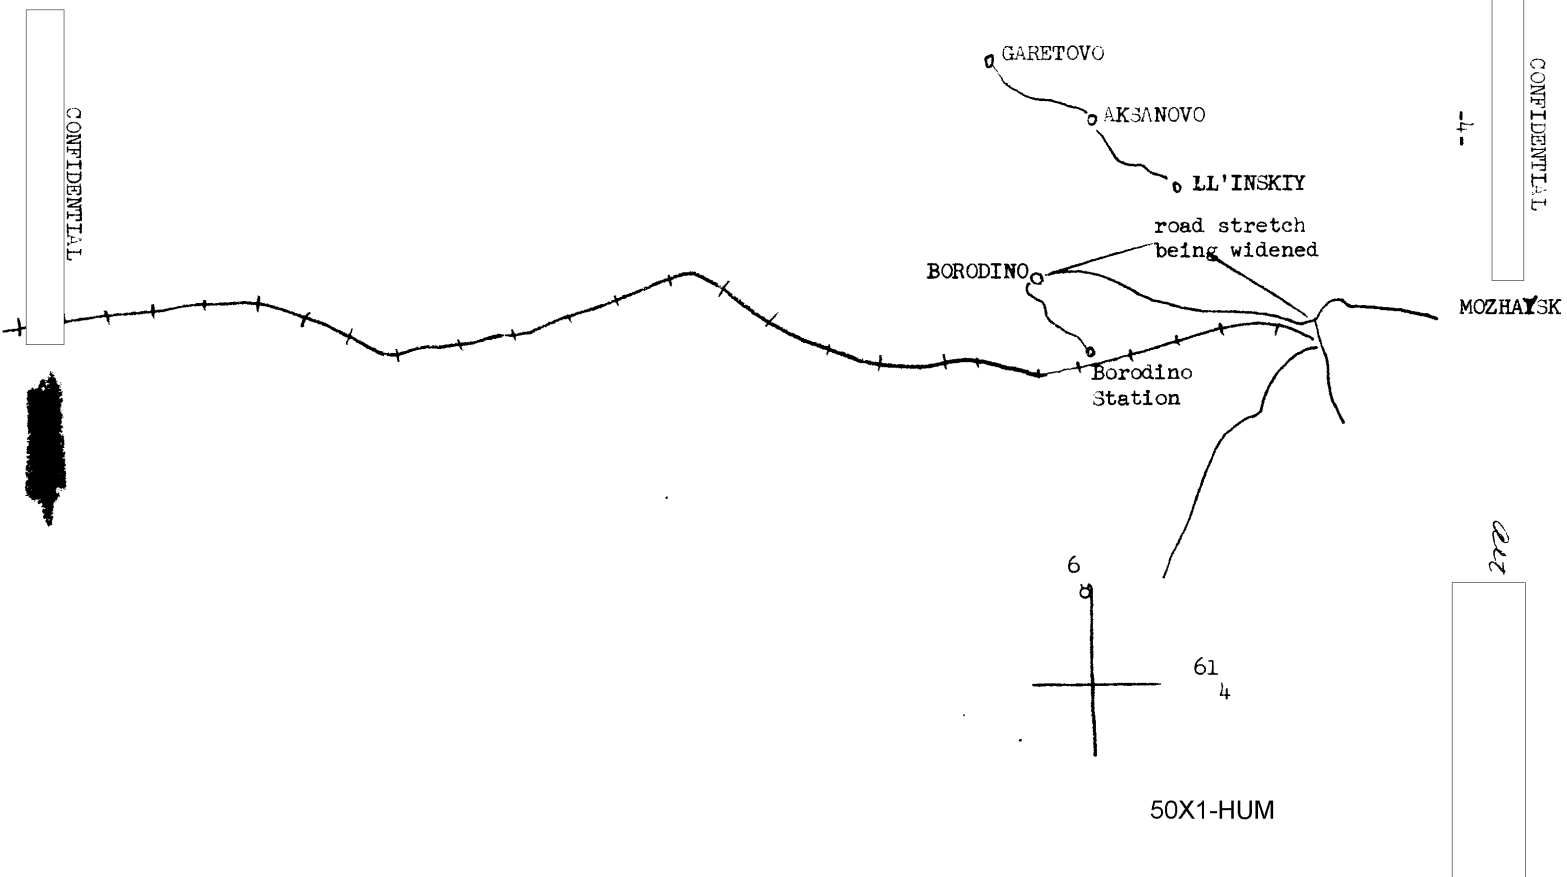 CONFIDENTIAL
GARETOVO
AKSANOVO
LL'INSKIY
road stretch
being widened
BORODINO
Borodino
Station
MOZHAYSK
CONFIDENTIAL
-4-
6
61
4
50X1-HUM